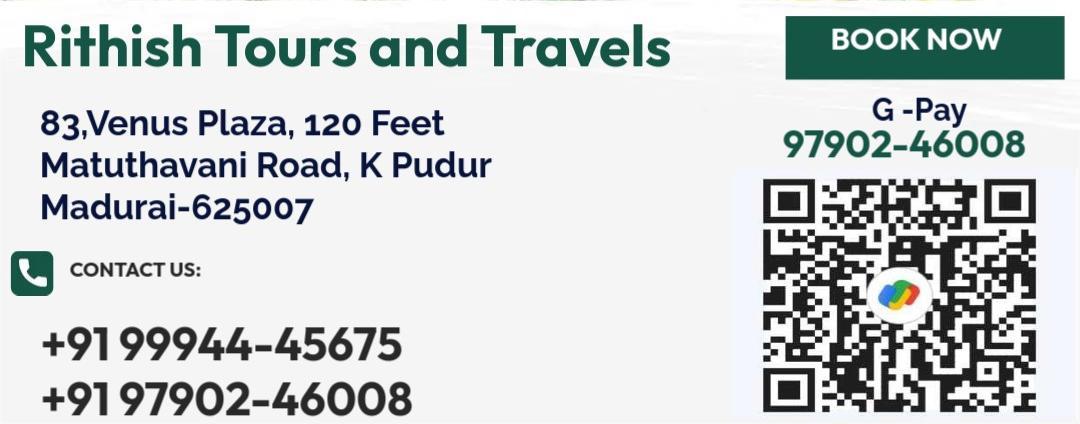 Rithish Tours and Travels
83,Venus Plaza, 120 Feet
Matuthavani Road, K Pudur
Madurai-625007
CONTACT US:
+91 99944-45675
+91 97902-46008
BOOK NOW
G -Pay
97902-46008